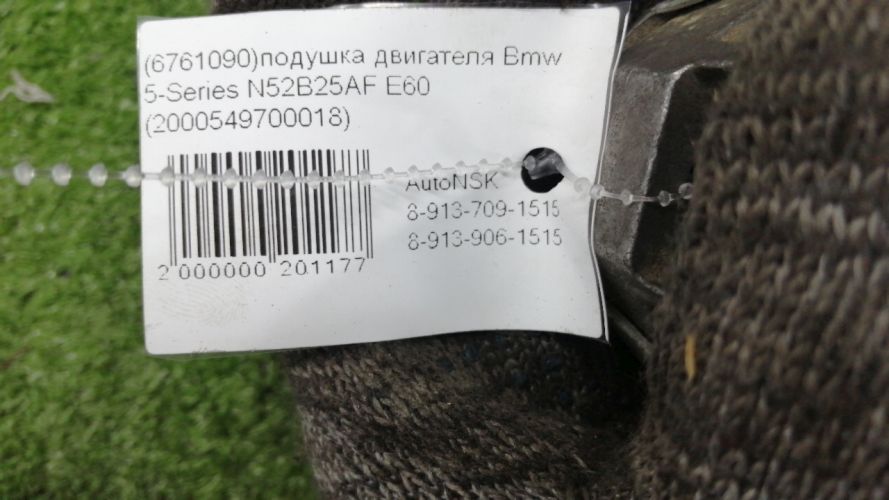 (6761090)подушка двигателя Bmw
5-Series N52B25AF E60
(2000549700018)
AutoNSK
8-913-709-1515
8-913-906-1515
2 000000 201177